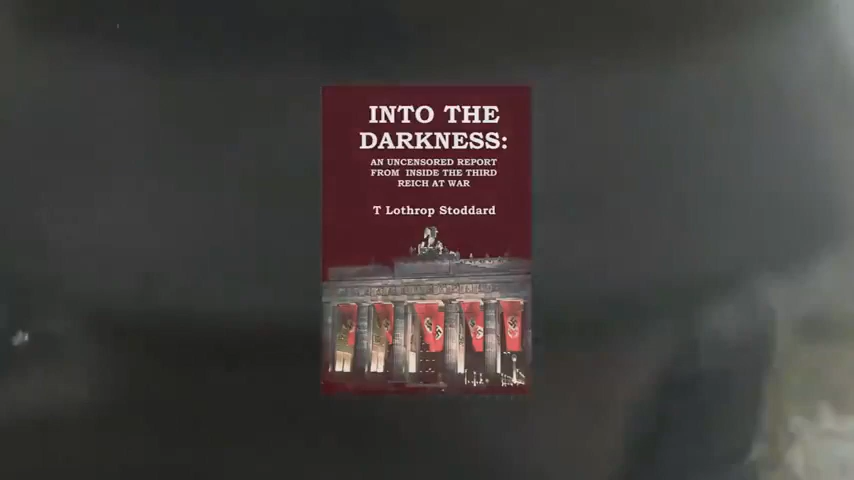 INTO THE
DARKNESS:
AN UNCENSORED REPORT
FROM INSIDE THE THIRD
REICH AT WAR
T Lothrop Stoddard